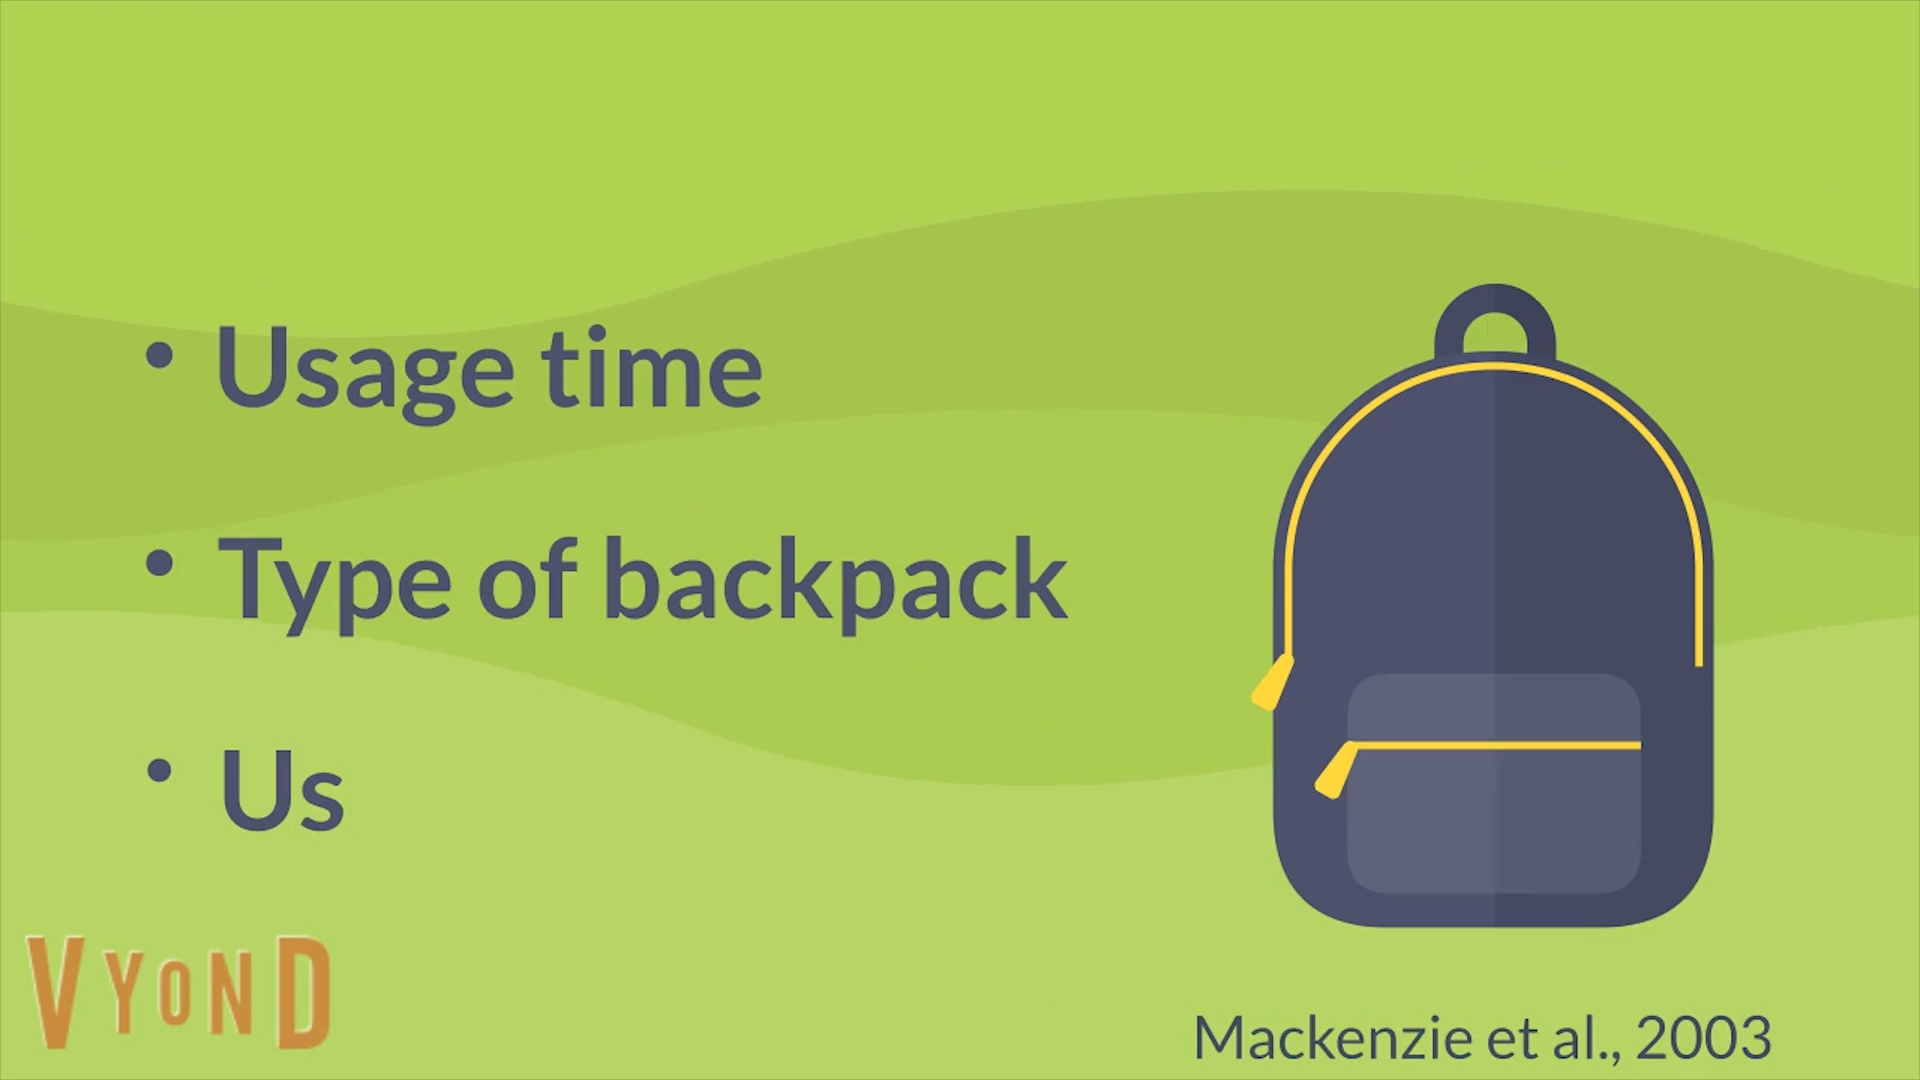 • Usage time
• Type of backpack
• Us
VYOND
Mackenzie et al., 2003